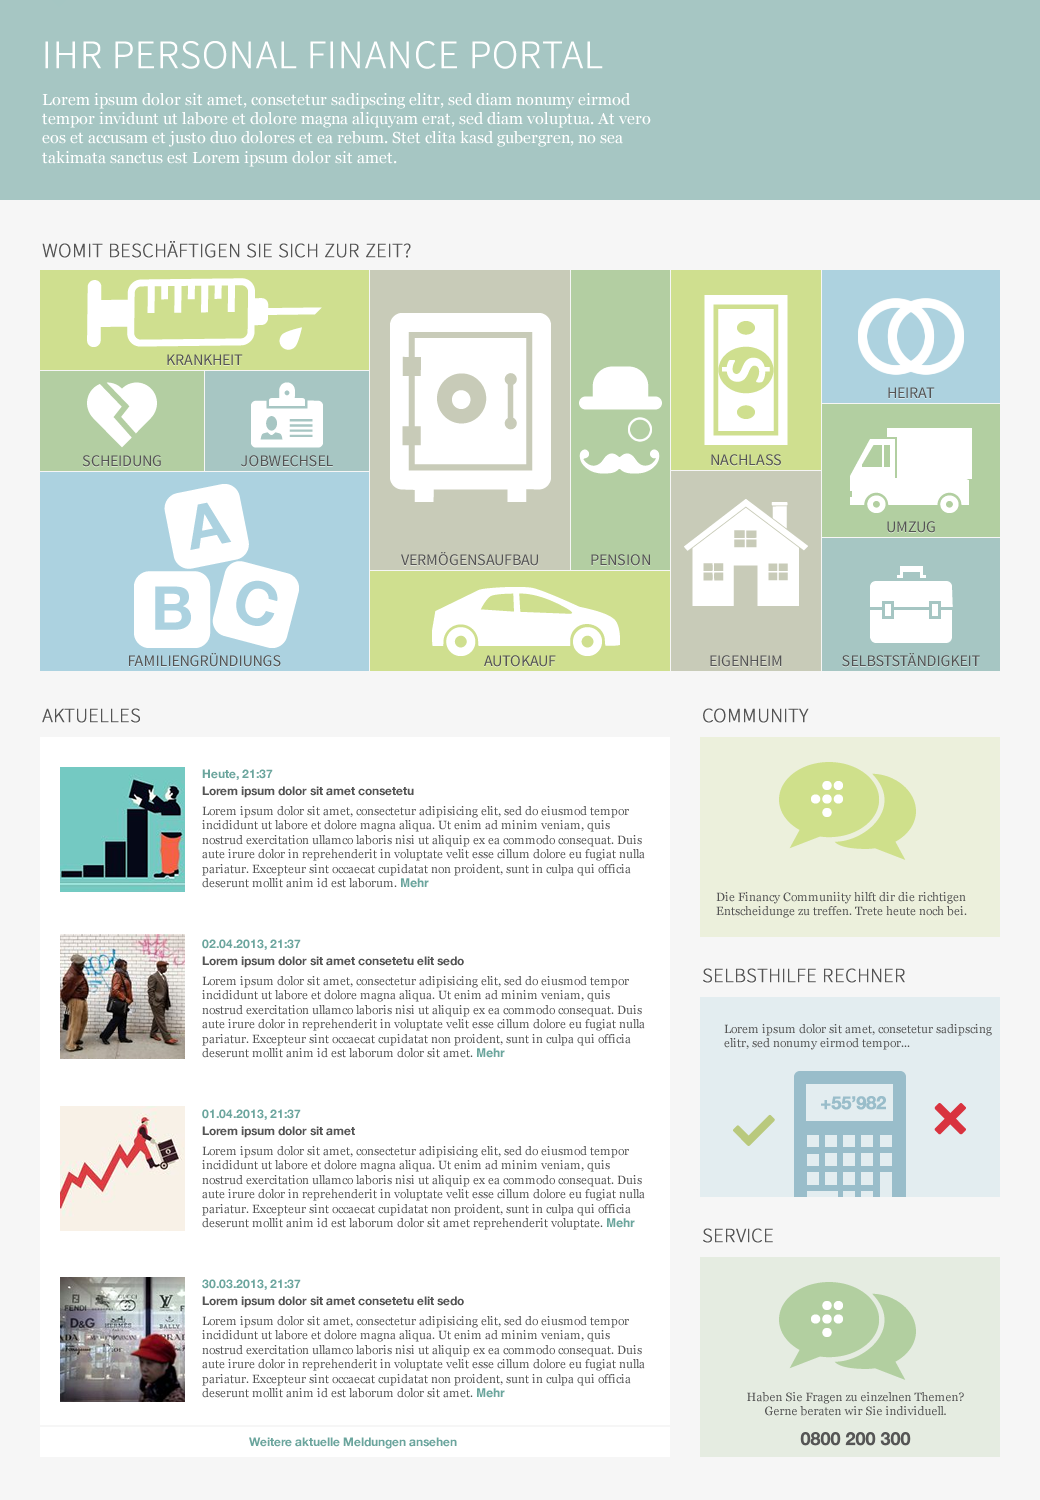 IHR PERSONAL FINANCE PORTAL
Lorem ipsum dolor sit amet, consetetur sadipscing elitr, sed diam nonumy eirmod
tempor invidunt ut labore et dolore magna aliquyam erat, sed diam voluptua. At vero
eos et accusam et justo duo dolores et ea rebum. Stet clita kasd gubergren, no sea
takimata sanctus est Lorem ipsum dolor sit amet.
WOMIT BESCHÄFTIGEN SIE SICH ZUR ZEIT?
KRANKHEIT
SCHEIDUNG
JOBWECHSEL
A
B
C
FAMILIENGRÜNDIUNGS
VERMÖGENSAUFBAU
PENSION
AUTOKAUF
$
NACHLASS
EIGENHEIM
HEIRAT
UMZUG
SELBSTSTÄNDIGKEIT
AKTUELLES
Heute, 21:37
Lorem ipsum dolor sit amet consetetu
Lorem ipsum dolor sit amet, consectetur adipisicing elit, sed do eiusmod tempor
incididunt ut labore et dolore magna aliqua. Ut enim ad minim veniam, quis
nostrud exercitation ullamco laboris nisi ut aliquip ex ea commodo consequat. Duis
aute irure dolor in reprehenderit in voluptate velit esse cillum dolore eu fugiat nulla
pariatur. Excepteur sint occaecat cupidatat non proident, sunt in culpa qui officia
deserunt mollit anim id est laborum. Mehr
02.04.2013, 21:37
Lorem ipsum dolor sit amet consetetu elit sedo
Lorem ipsum dolor sit amet, consectetur adipisicing elit, sed do eiusmod tempor
incididunt ut labore et dolore magna aliqua. Ut enim ad minim veniam, quis
nostrud exercitation ullamco laboris nisi ut aliquip ex ea commodo consequat. Duis
aute irure dolor in reprehenderit in voluptate velit esse cillum dolore eu fugiat nulla
pariatur. Excepteur sint occaecat cupidatat non proident, sunt in culpa qui officia
deserunt mollit anim id est laborum dolor sit amet. Mehr
01.04.2013, 21:37
Lorem ipsum dolor sit amet
Lorem ipsum dolor sit amet, consectetur adipisicing elit, sed do eiusmod tempor
incididunt ut labore et dolore magna aliqua. Ut enim ad minim veniam, quis
nostrud exercitation ullamco laboris nisi ut aliquip ex ea commodo consequat. Duis
aute irure dolor in reprehenderit in voluptate velit esse cillum dolore eu fugiat nulla
pariatur. Excepteur sint occaecat cupidatat non proident, sunt in culpa qui officia
deserunt mollit anim id est laborum dolor sit amet reprehenderit voluptate. Mehr
FENDI
GUCCI
LV
D&G
HERMES
BALLY
30.03.2013, 21:37
Lorem ipsum dolor sit amet consetetu elit sedo
Lorem ipsum dolor sit amet, consectetur adipisicing elit, sed do eiusmod tempor
incididunt ut labore et dolore magna aliqua. Ut enim ad minim veniam, quis
nostrud exercitation ullamco laboris nisi ut aliquip ex ea commodo consequat. Duis
aute irure dolor in reprehenderit in voluptate velit esse cillum dolore eu fugiat nulla
pariatur. Excepteur sint occaecat cupidatat non proident, sunt in culpa qui officia
deserunt mollit anim id est laborum dolor sit amet. Mehr
Weitere aktuelle Meldungen ansehen
COMMUNITY
Die Financy Communiity hilft dir die richtigen
Entscheidunge zu treffen. Trete heute noch bei.
SELBSTHILFE RECHNER
Lorem ipsum dolor sit amet, consetetur sadipscing
elitr, sed nonumy eirmod tempor...
+55'982
SERVICE
Haben Sie Fragen zu einzelnen Themen?
Gerne beraten wir Sie individuell.
0800 200 300